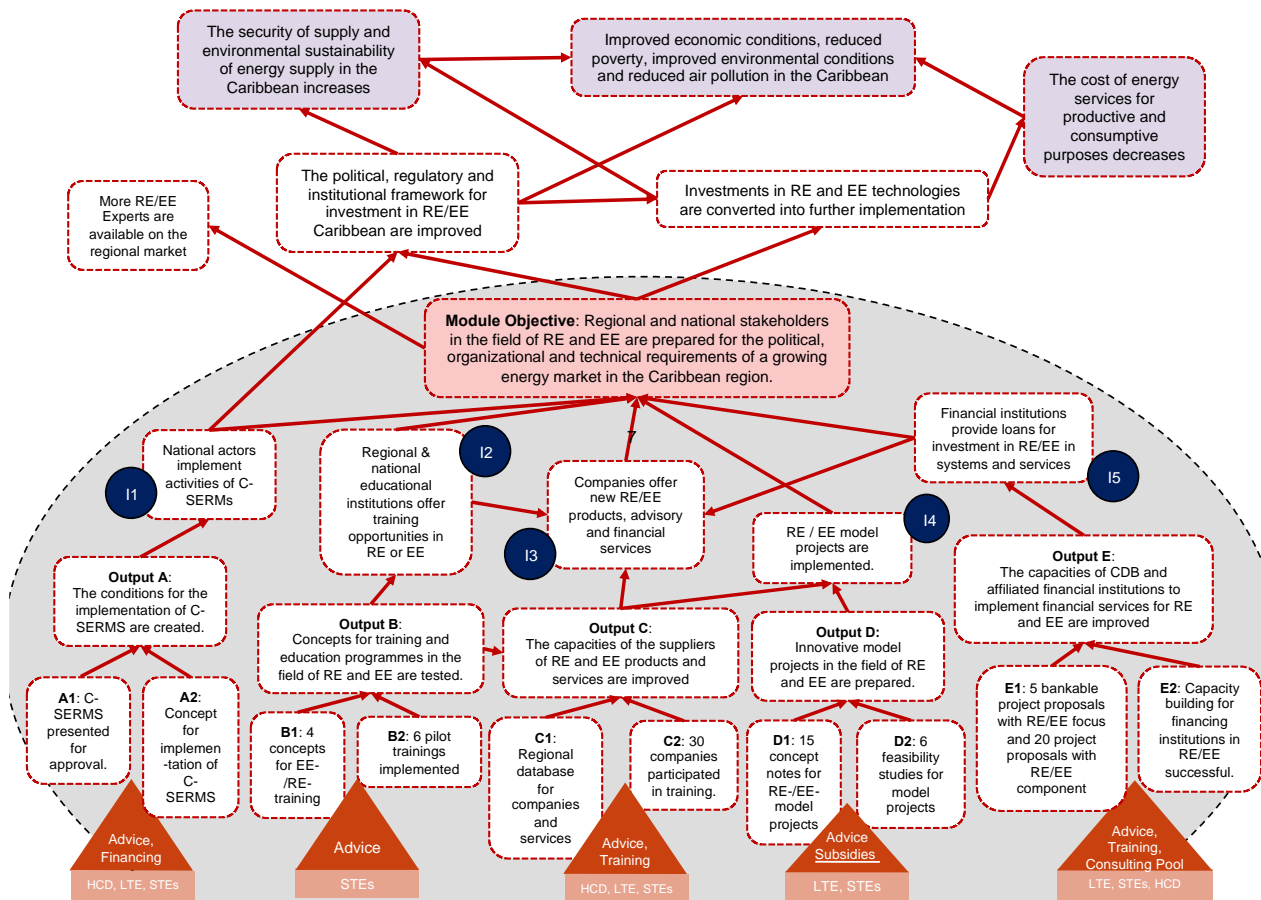 The security of supply and
environmental sustainability
of energy supply in the
Caribbean increases
Improved economic conditions, reduced
poverty, improved environmental conditions
and reduced air pollution in the Caribbean
The cost of energy
services for
productive and
consumptive
purposes decreases
More RE/EE
Experts are
available on the
regional market
The political, regulatory and
institutional framework for
investment in RE/EE
Caribbean are improved
Investments in RE and EE technologies
are converted into further implementation
Module Objective: Regional and national stakeholders
in the field of RE and EE are prepared for the political,
organizational and technical requirements of a growing
energy market in the Caribbean region.
I1
National actors
implement
activities of C-
SERMs
I2
Regional &
national
educational
institutions offer
training
opportunities in
RE or EE
7
I3
Companies offer
new RE/EE
products, advisory
and financial
services
I4
RE / EE model
projects are
implemented.
I5
Financial institutions
provide loans for
investment in RE/EE in
systems and services
Output A:
The conditions for the
implementation of C-
SERMS are created.
Output B:
Concepts for training and
education programmes in the
field of RE and EE are tested.
Output C:
The capacities of the suppliers
of RE and EE products and
services are improved
Output D:
Innovative model
projects in the field of RE
and EE are prepared.
Output E:
The capacities of CDB and
affiliated financial institutions to
implement financial services for RE
and EE are improved
A1: C-
SERMS
presented
for
approval.
A2:
Concept
for
implemen
-tation of C-
SERMS
B1: 4
concepts
for EE-
/RE-
training
B2: 6 pilot
trainings
implemented
C1:
Regional
database
for
companies
and
services
C2: 30
companies
participated
in training.
D1: 15
concept
notes for
RE-/EE-
model
projects
D2: 6
feasibility
studies for
model
projects
E1: 5 bankable
project proposals
with RE/EE focus
and 20 project
proposals with
RE/EE
component
E2: Capacity
building for
financing
institutions in
RE/EE
successful.
Advice,
Financing
HCD, LTE, STEs
Advice
STEs
Advice,
Training
HCD, LTE, STEs
Advice
Subsidies
LTE, STEs
Advice,
Training,
Consulting Pool
LTE, STEs, HCD